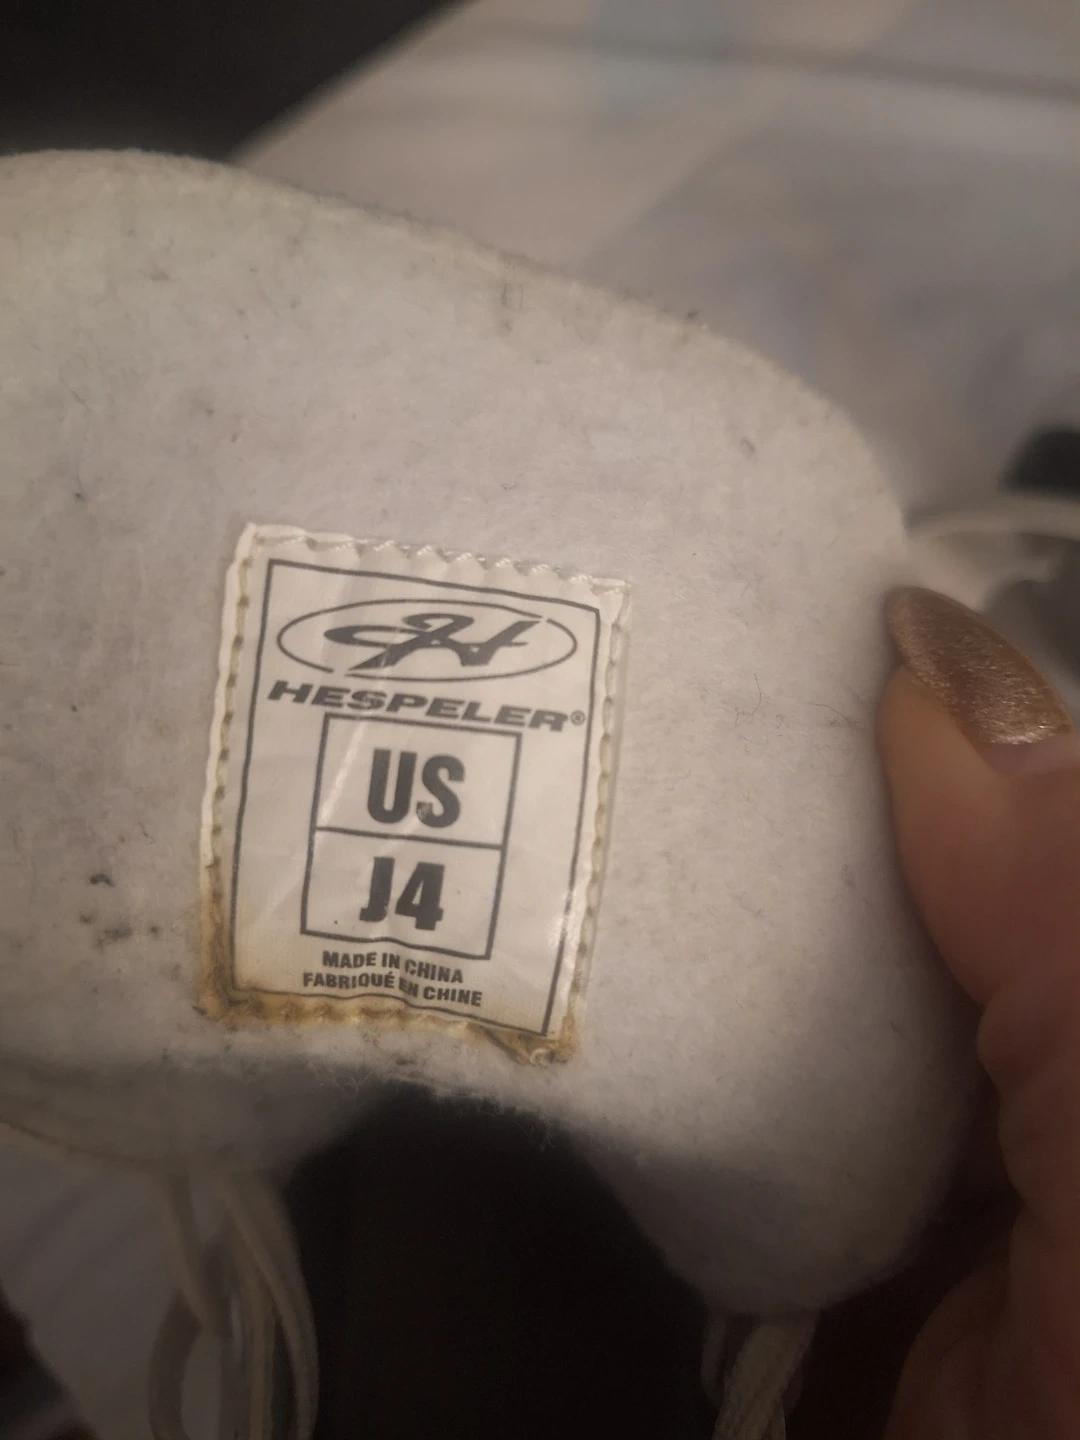 H
HESPELER®
US
J4
MADE IN CHINA
FABRIQUÉ EN CHINE